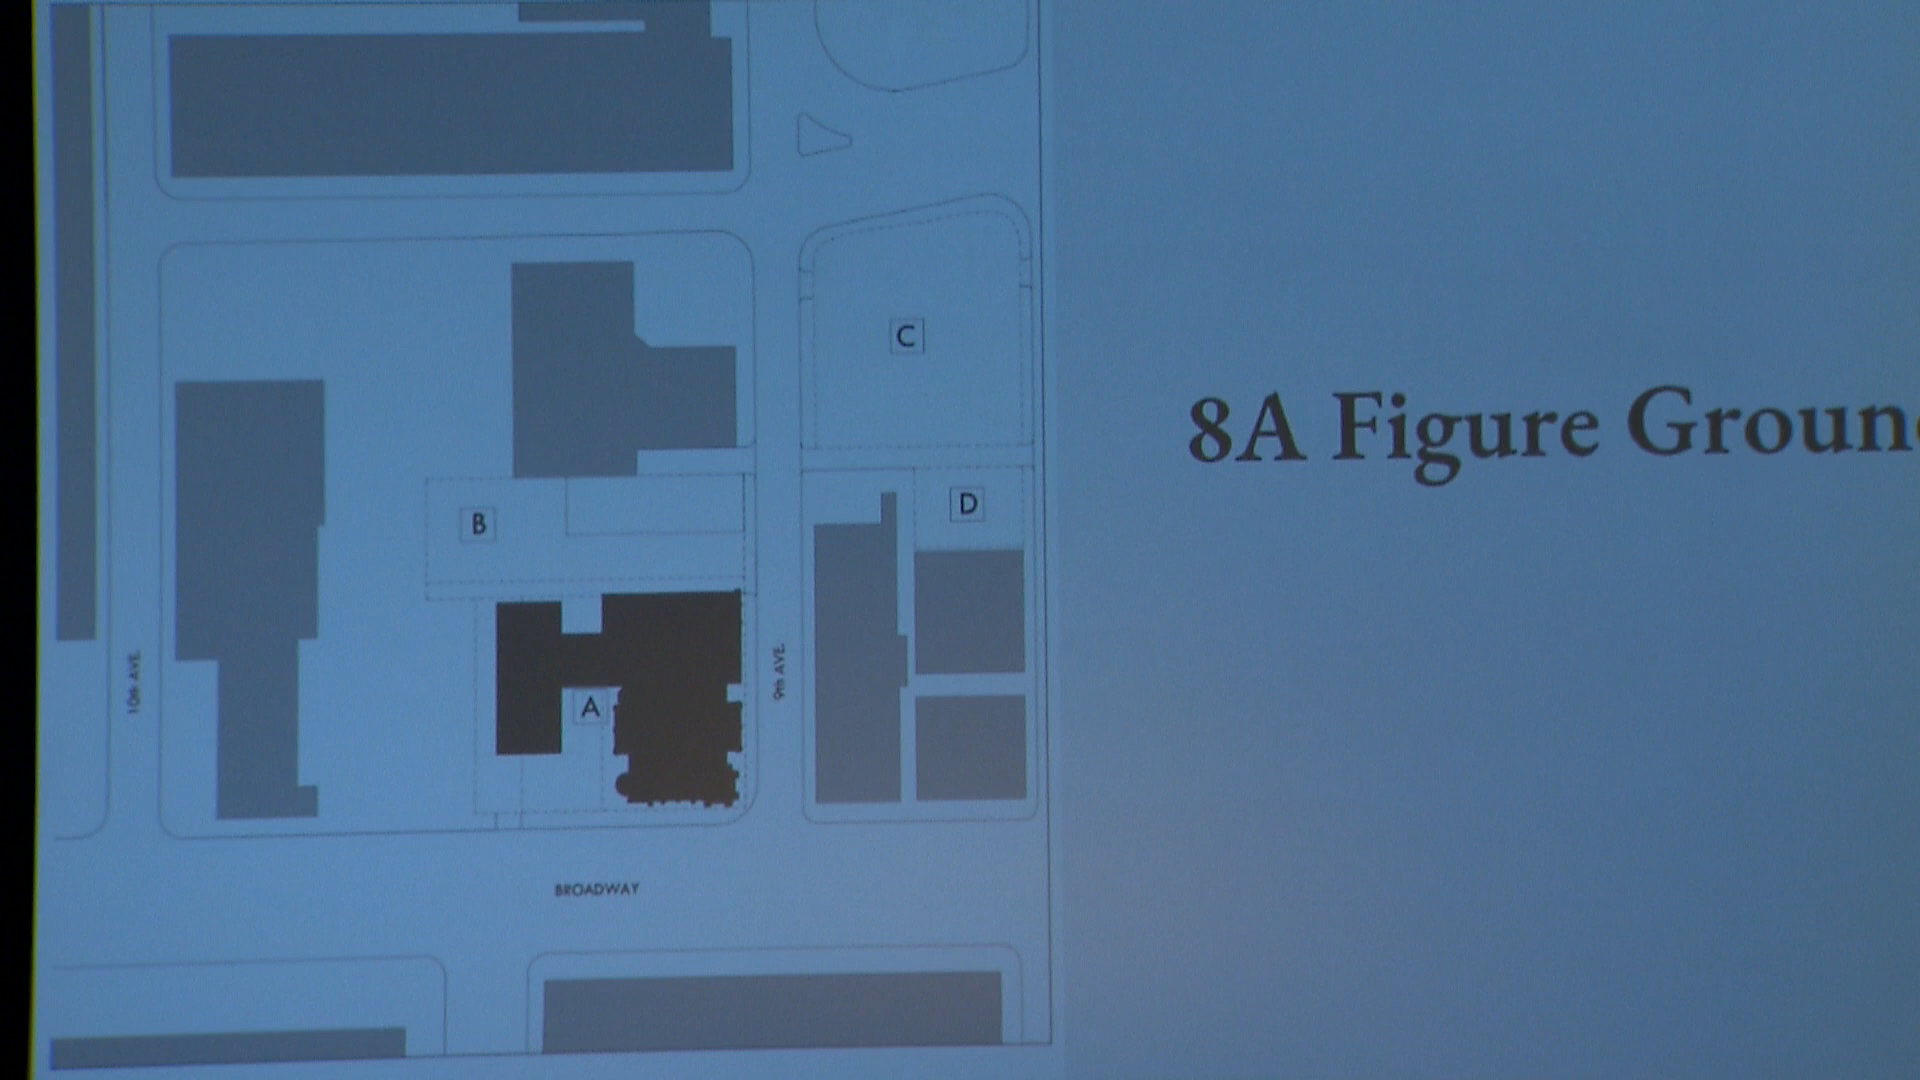 C
D
B
10th AVE.
9th AVE.
A
BROADWAY
8A Figure Groun